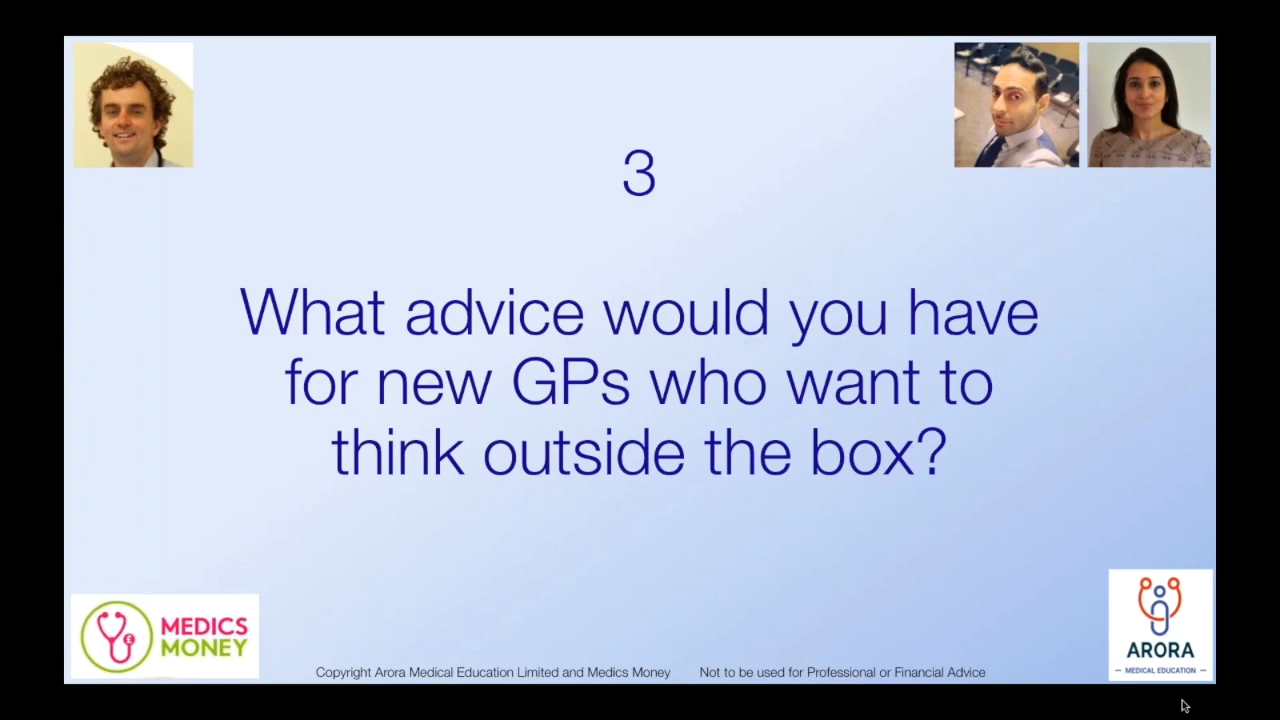 3
What advice would you have
for new GPs who want to
think outside the box?
MEDICS
MONEY
£
ARORA
— MEDICAL EDUCATION —
Copyright Arora Medical Education Limited and Medics Money Not to be used for Professional or Financial Advice